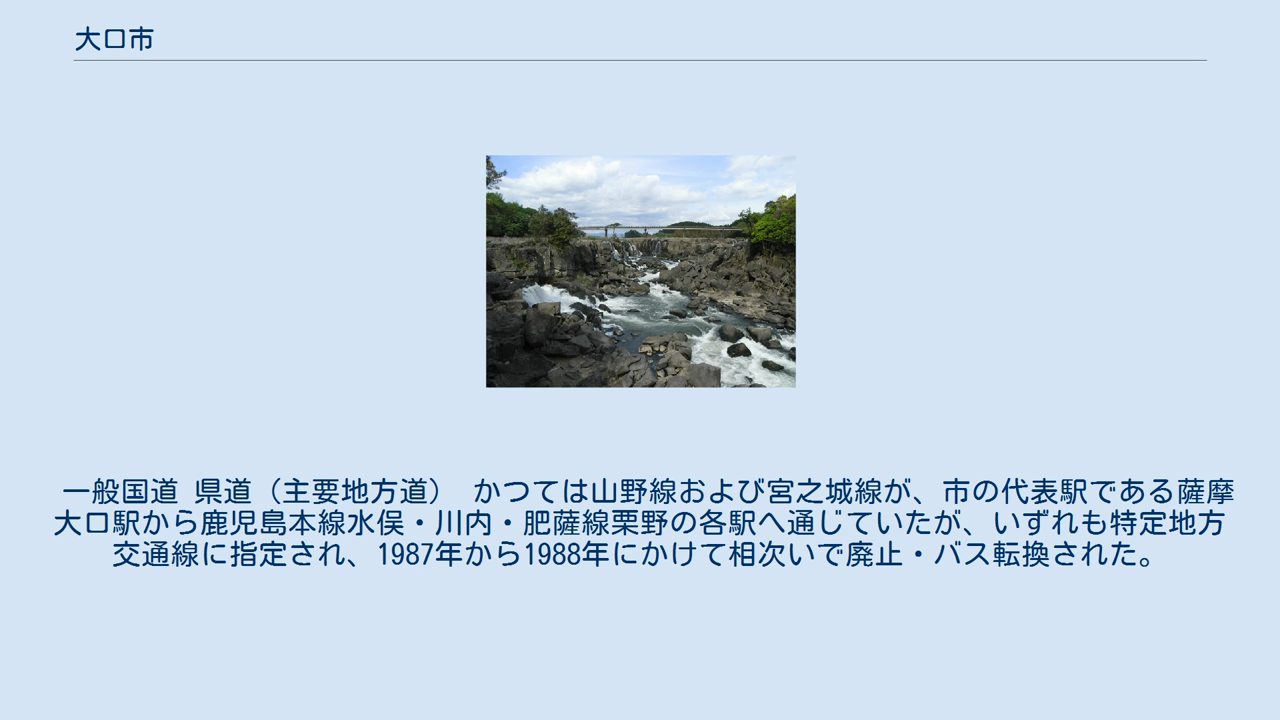 大口市
一般国道 県道（主要地方道） かつては山野線および宮之城線が、市の代表駅である薩摩
大口駅から鹿児島本線水俣・川内・肥薩線栗野の各駅へ通じていたが、いずれも特定地方
交通線に指定され、1987年から1988年にかけて相次いで廃止・バス転換された。